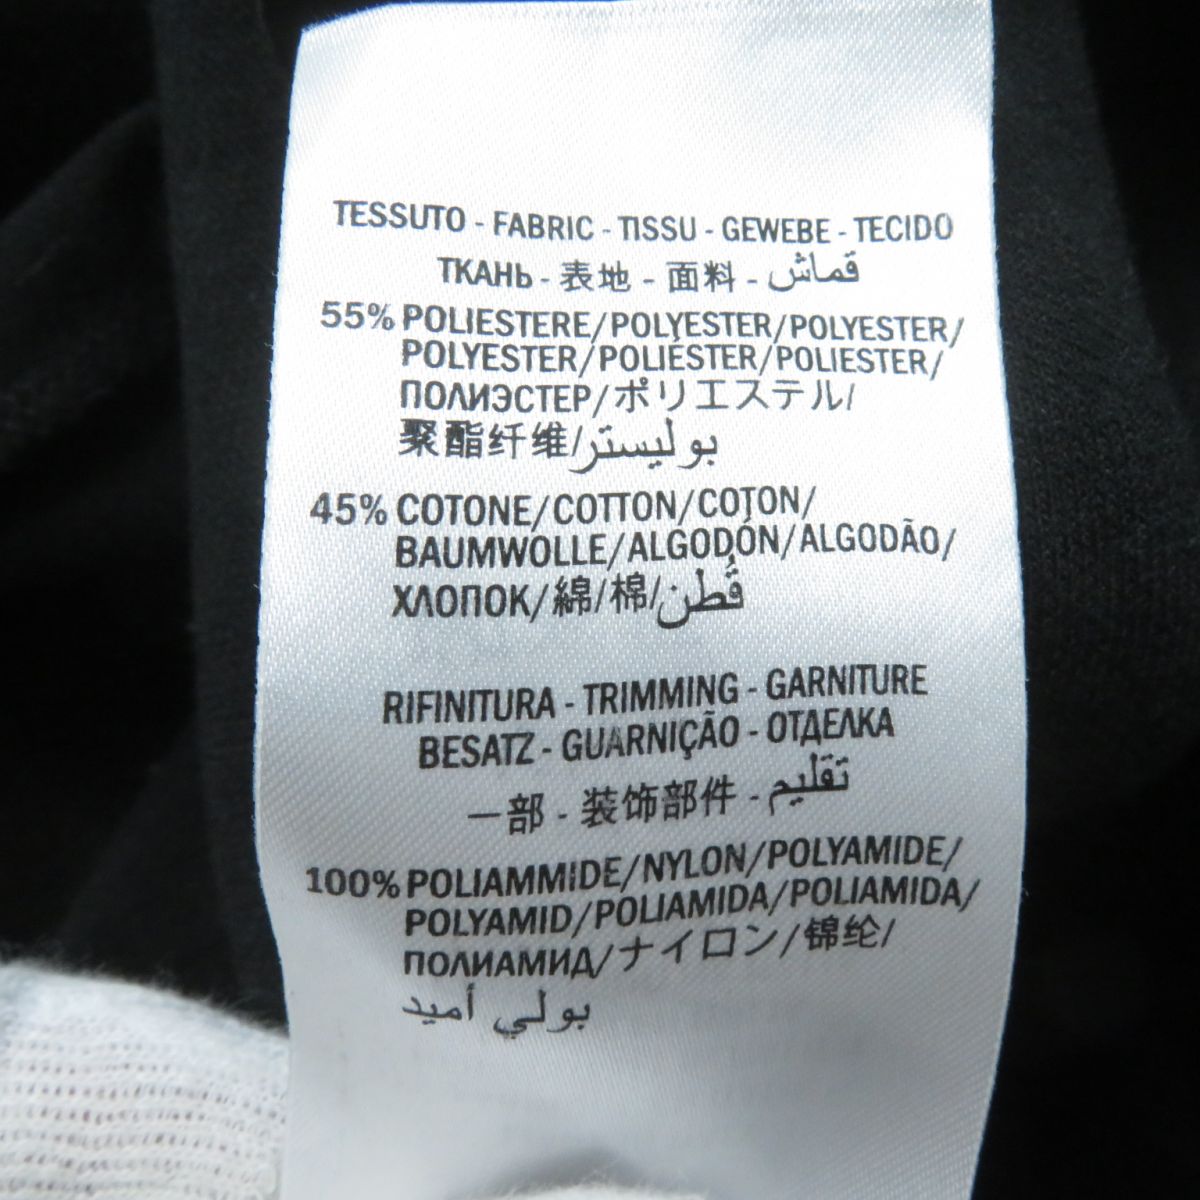 TESSUTO - FABRIC - TISSU - GEWEBE - TECIDO
ТКАНЬ - 表地 - 面料 - قماش
55% POLIESTERE/POLYESTER/POLYESTER/
POLYESTER/POLIÉSTER/POLIESTER/
ПОЛИЭСТЕР/ポリエステル/
聚酯纤维/بوليستر
45% COTONE/COTTON/COTON/
BAUMWOLLE/ALGODÓN/ALGODÃO/
ХЛОПОК/綿/棉/قُطن
RIFINITURA - TRIMMING - GARNITURE
BESATZ - GUARNIÇÃO - ОТДЕЛКА
一部 - 装饰部件 - تقليم
100% POLIAMMIDE/NYLON/POLYAMIDE/
POLYAMID/POLIAMIDA/POLIAMIDA/
ПОЛИАМИД/ナイロン/锦纶/
بولي أميد